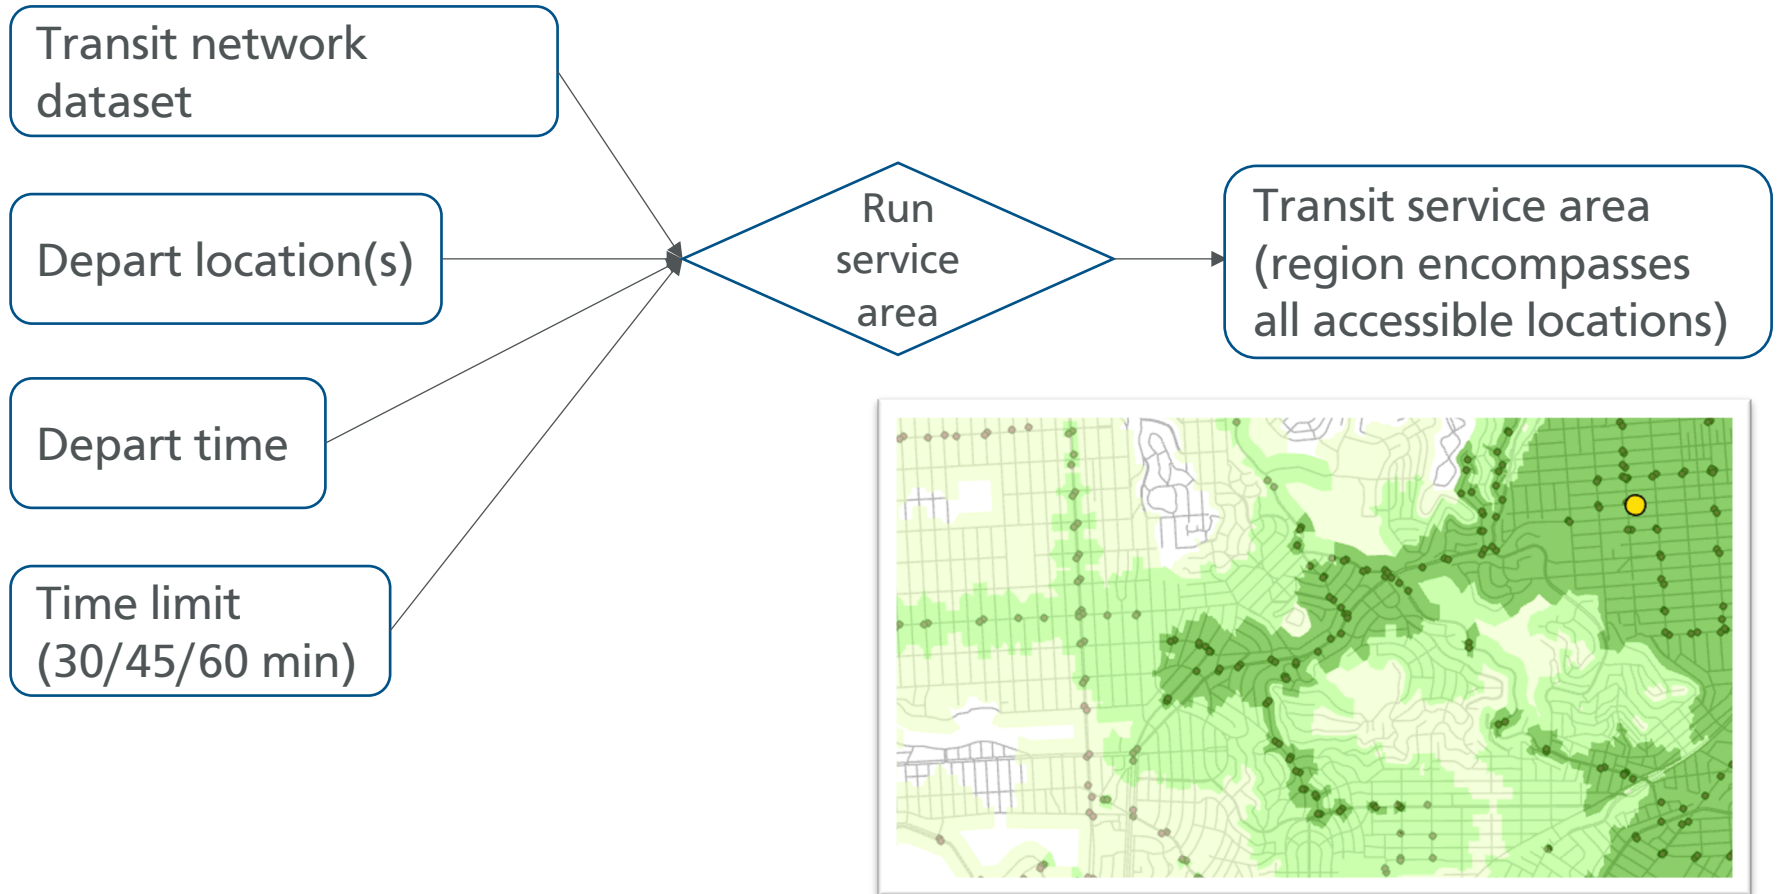 Transit network
dataset
Depart location(s)
Depart time
Time limit
(30/45/60 min)
Run
service
area
Transit service area
(region encompasses
all accessible locations)